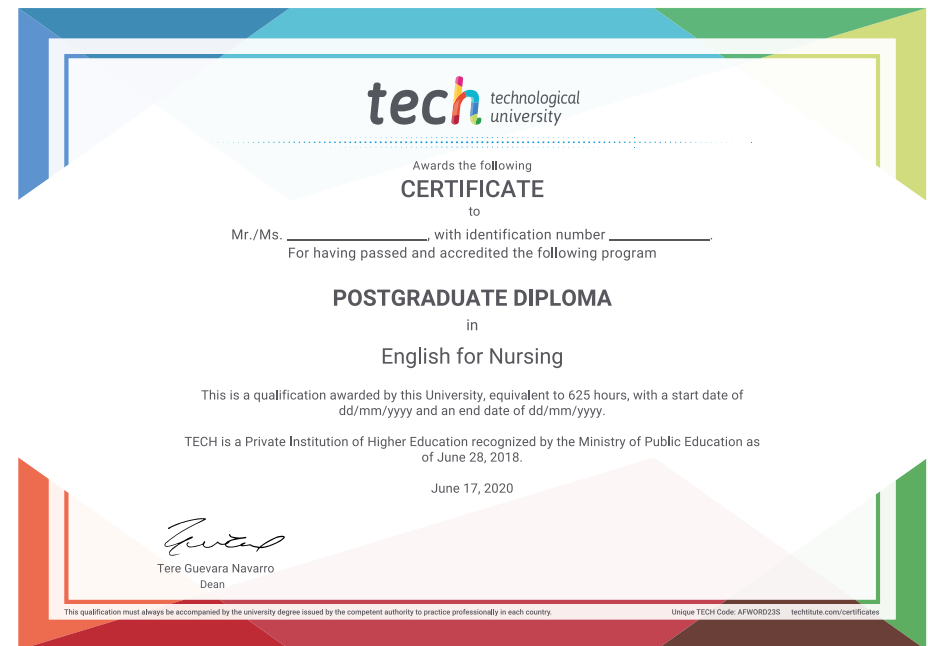 tech technological
university
Awards the following
CERTIFICATE
to
Mr./Ms. ____________________, with identification number ______________.
For having passed and accredited the following program
POSTGRADUATE DIPLOMA
in
English for Nursing
This is a qualification awarded by this University, equivalent to 625 hours, with a start date of
dd/mm/yyyy and an end date of dd/mm/yyyy.
TECH is a Private Institution of Higher Education recognized by the Ministry of Public Education as
of June 28, 2018.
June 17, 2020
Tere Guevara Navarro
Dean
This qualification must always be accompanied by the university degree issued by the competent authority to practice professionally in each country. Unique TECH Code: AFWORD23S techtitute.com/certificates